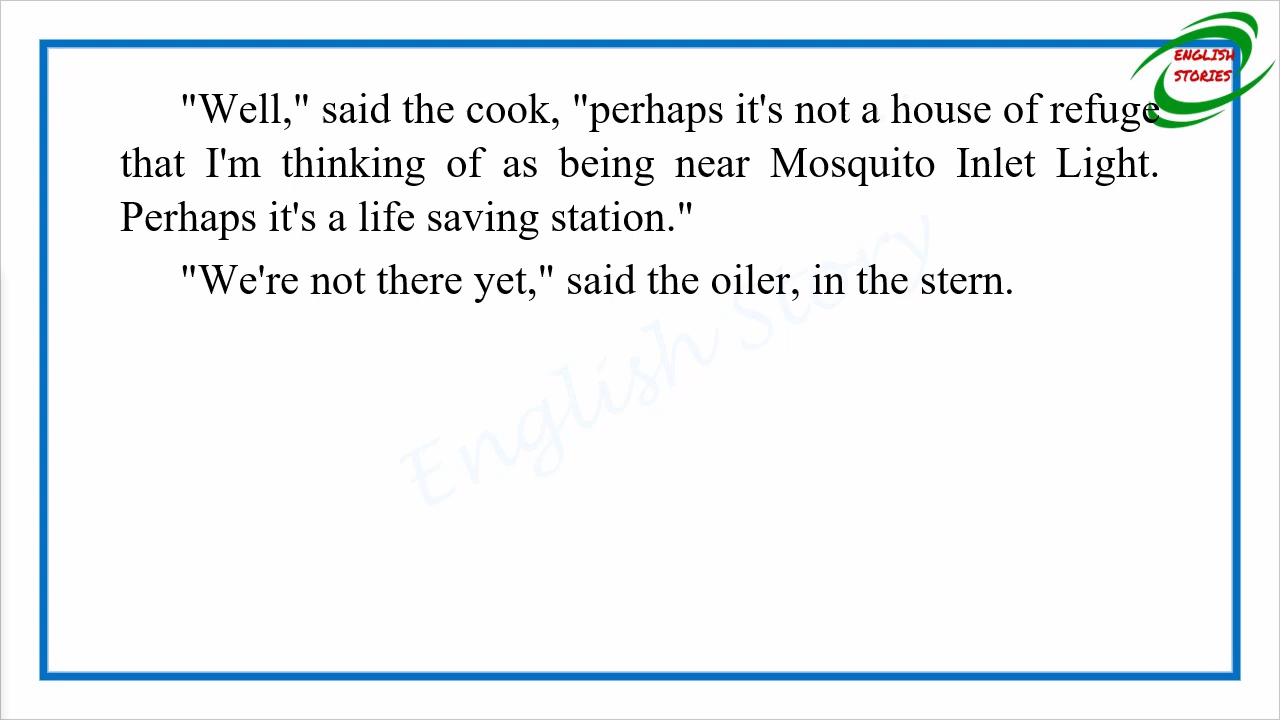 ENGLISH
STORIES
"Well," said the cook, "perhaps it's not a house of refuge
that I'm thinking of as being near Mosquito Inlet Light.
Perhaps it's a life saving station."
"We're not there yet," said the oiler, in the stern.
English Story